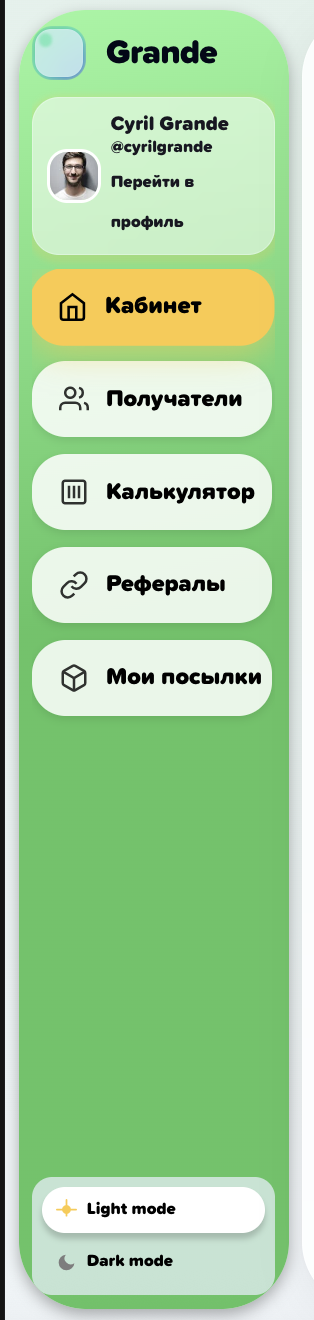 Grande
Cyril Grande
@cyrilgrande
Перейти в
профиль
Кабинет
Получатели
Калькулятор
Рефералы
Мои посылки
Light mode
Dark mode